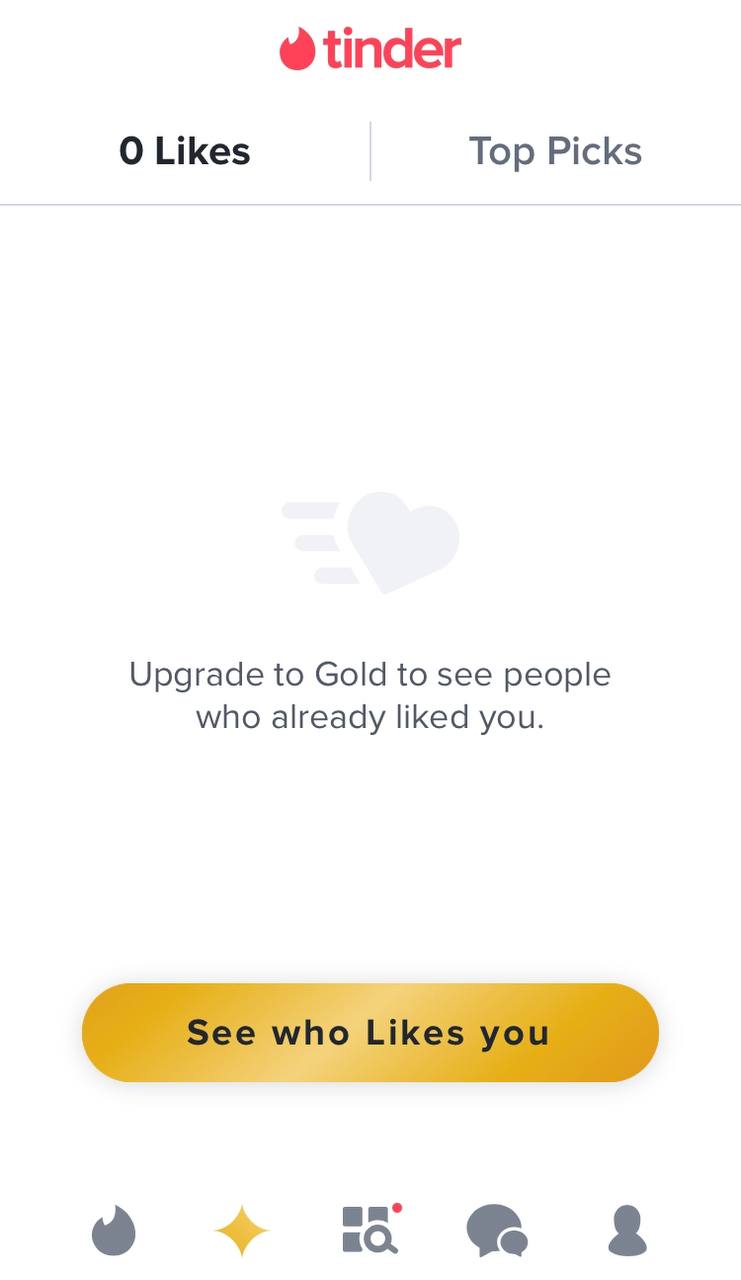 tinder
0 Likes
Top Picks
Upgrade to Gold to see people
who already liked you.
See who Likes you